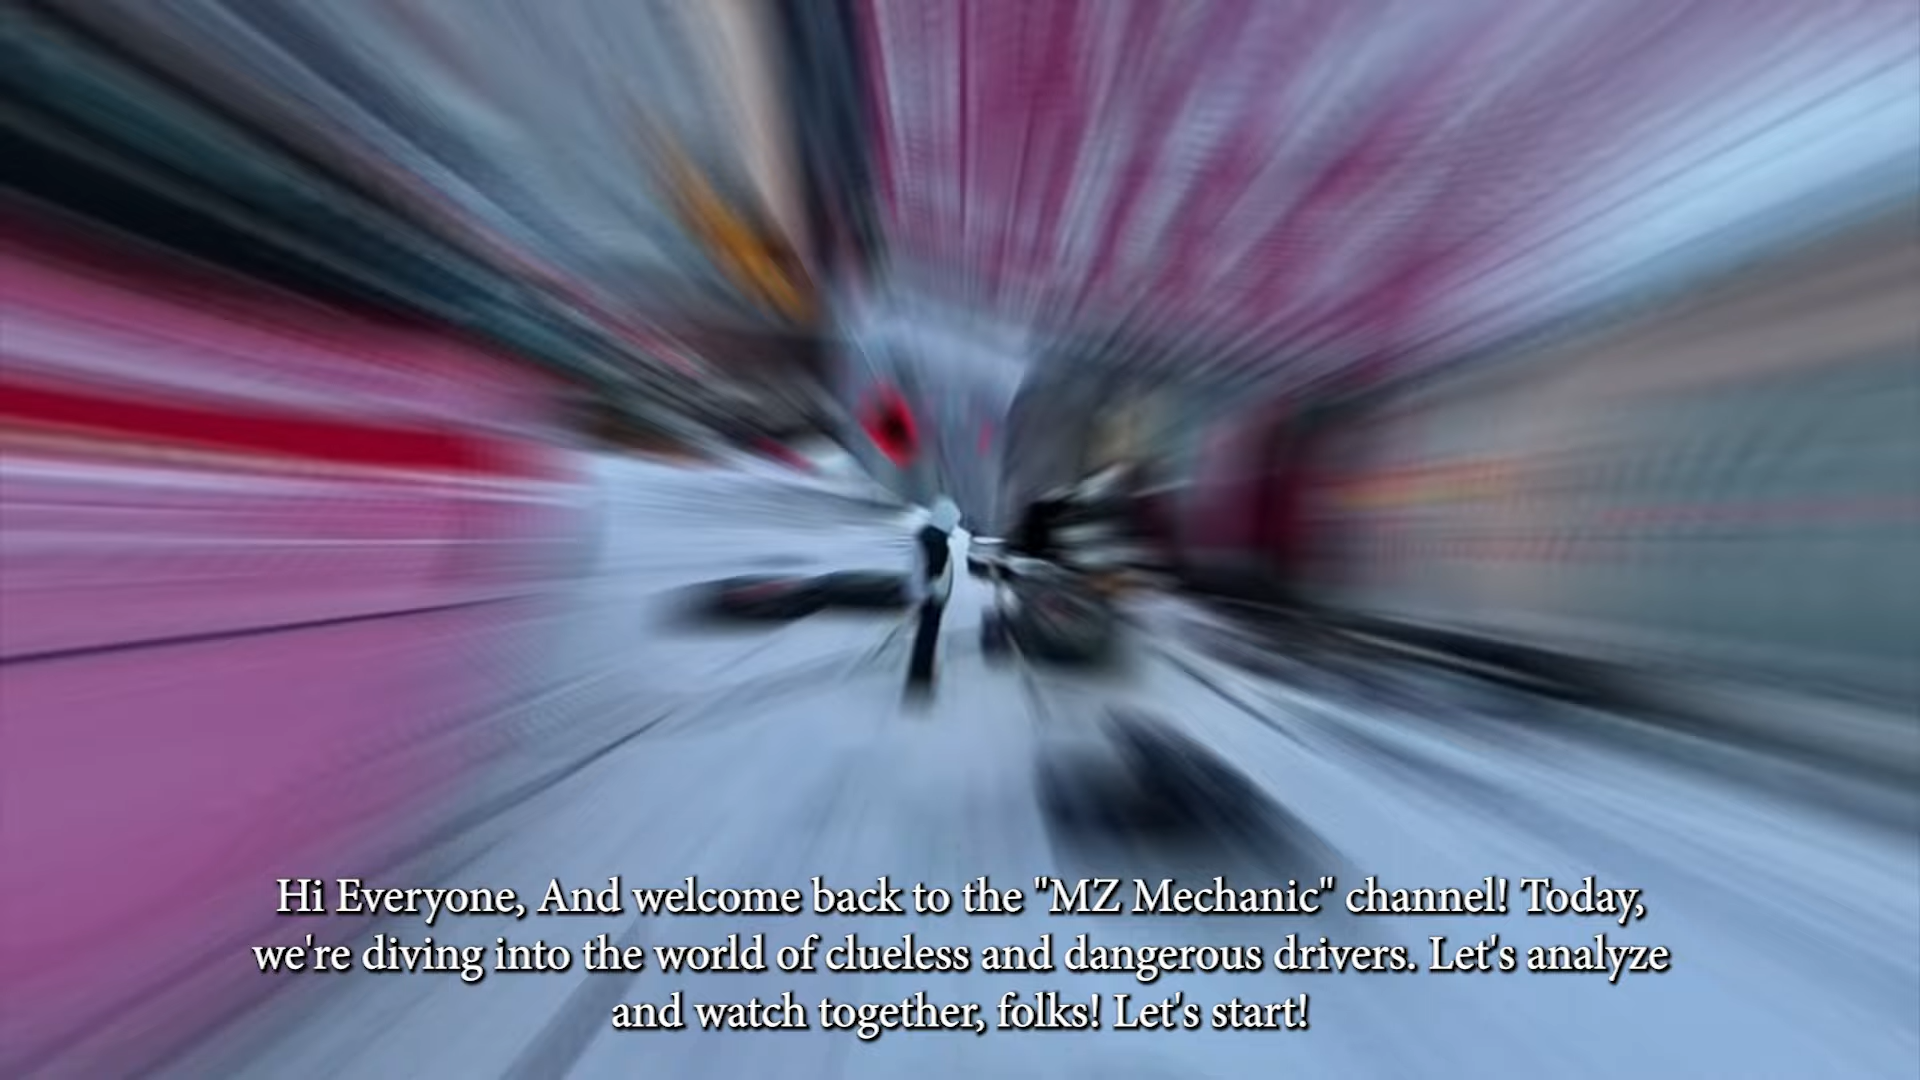 Hi Everyone, And welcome back to the "MZ Mechanic" channel! Today,
we're diving into the world of clueless and dangerous drivers. Let's analyze
and watch together, folks! Let's start!